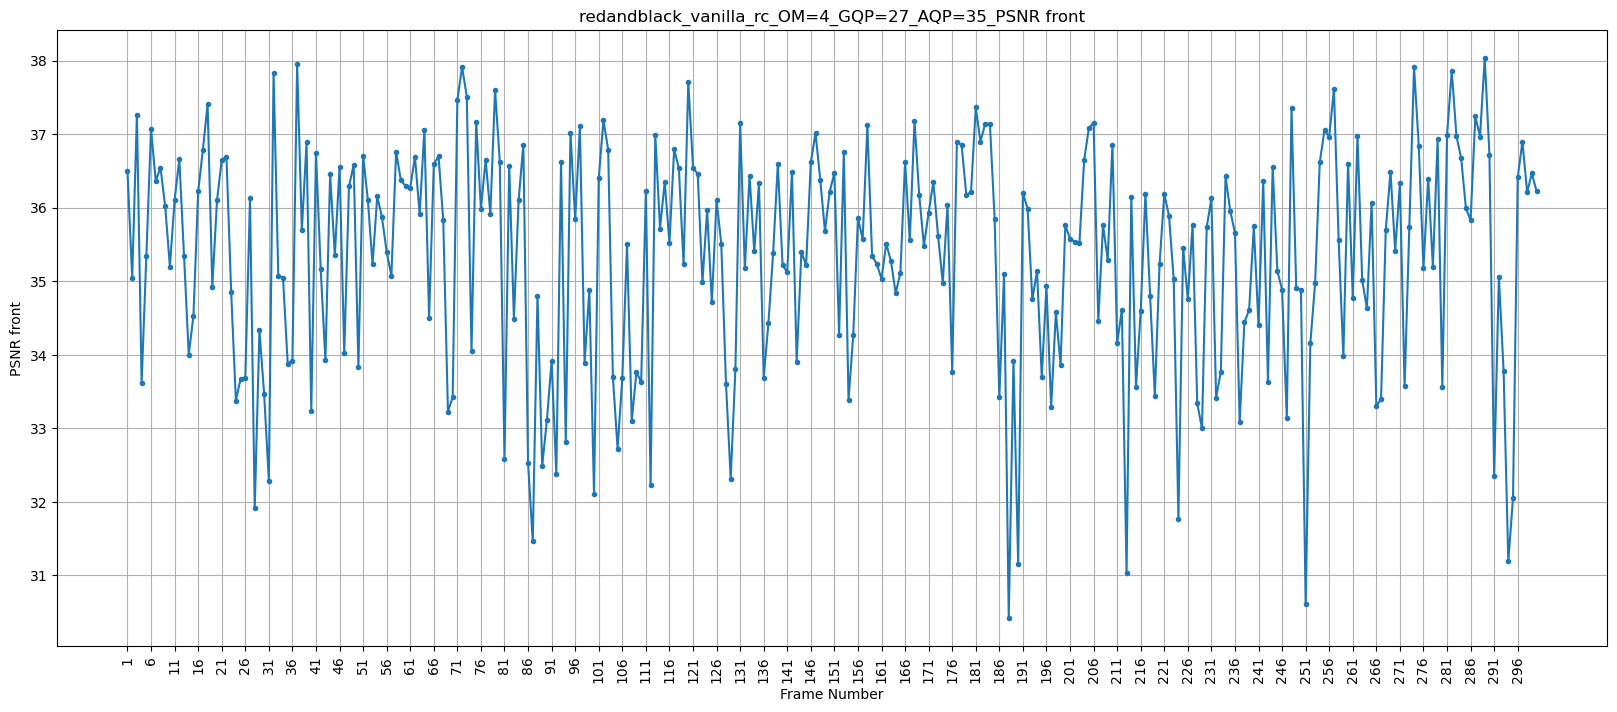 redandblack_vanilla_rc_OM=4_GQP=27_AQP=35_PSNR front
38
37
36
35
34
33
32
31
PSNR front
1 6 11 16 21 26 31 36 41 46 51 56 61 66 71 76 81 86 91 96 101 106 111 116 121 126 131 136 141 146 151 156 161 166 171 176 181 186 191 196 201 206 211 216 221 226 231 236 241 246 251 256 261 266 271 276 281 286 291 296
Frame Number